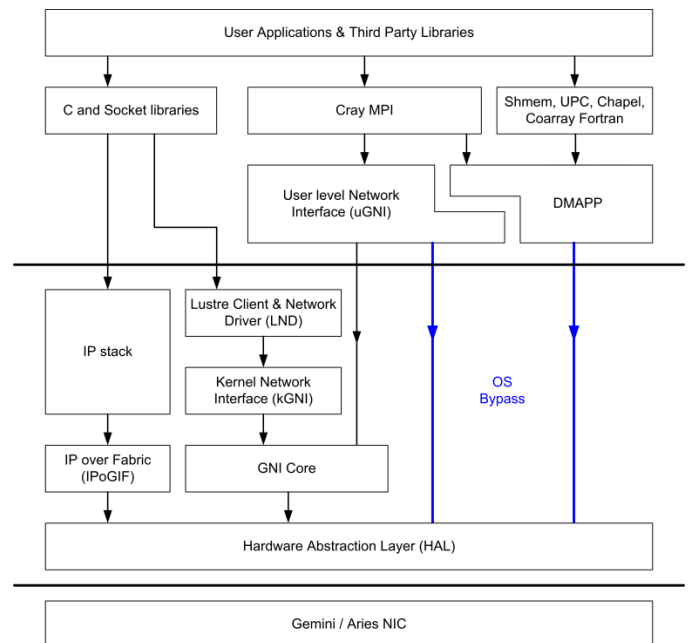 User Applications & Third Party Libraries
C and Socket libraries
Cray MPI
Shmem, UPC, Chapel,
Coarray Fortran
User level Network
Interface (uGNI)
DMAPP
IP stack
Lustre Client & Network
Driver (LND)
Kernel Network
Interface (kGNI)
OS
Bypass
IP over Fabric
(IPoGIF)
GNI Core
Hardware Abstraction Layer (HAL)
Gemini / Aries NIC